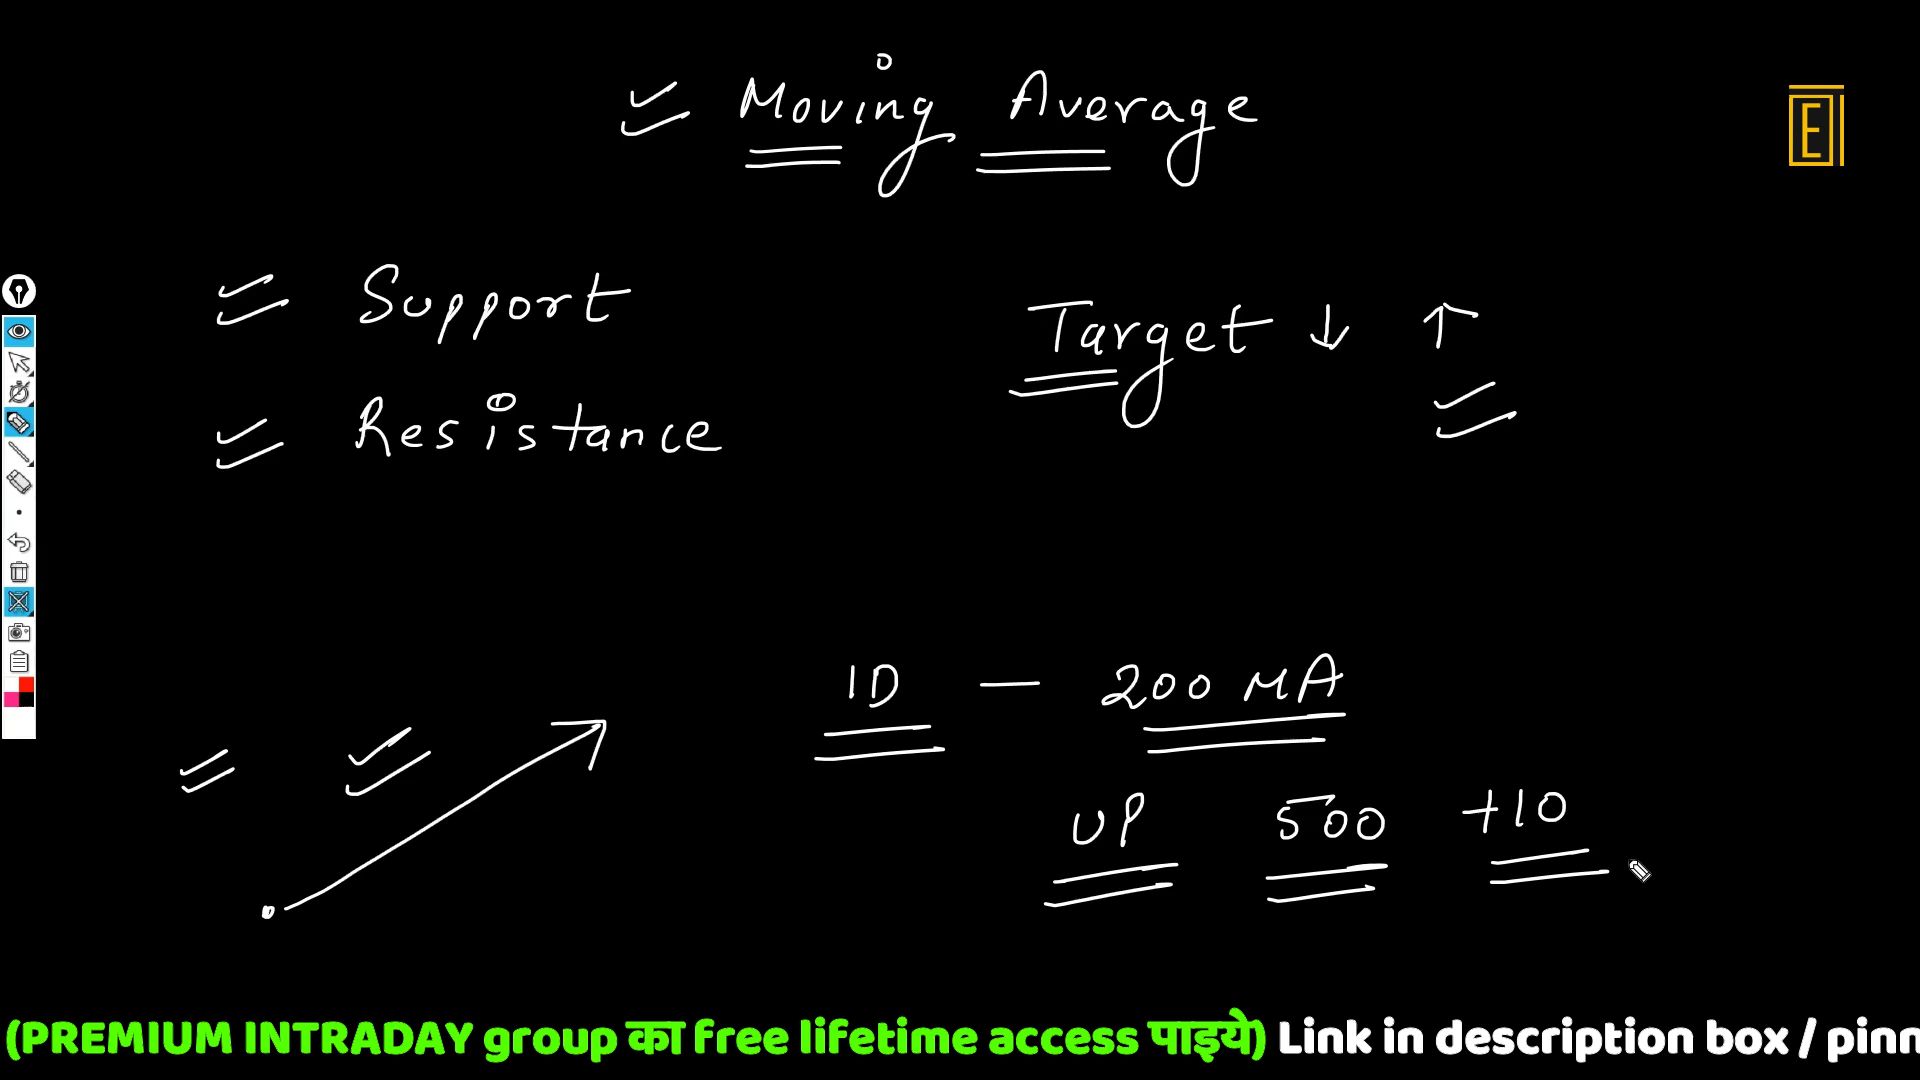 Moving Average
E
Support
Target ↓ ↑
Resistance
1D — 200 MA
UP 500 +10
(PREMIUM INTRADAY group का free lifetime access पाइये) Link in description box / pinn